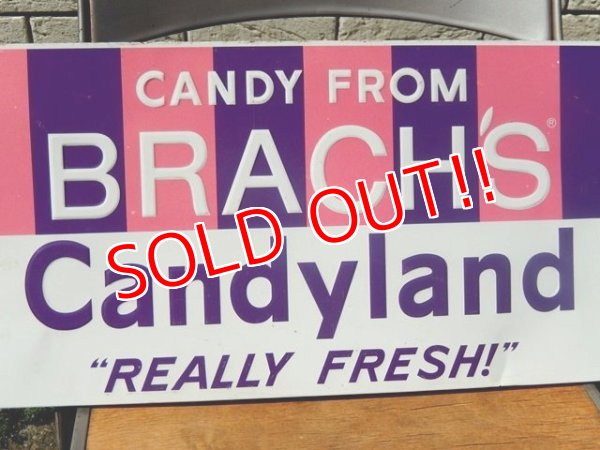 CANDY FROM
BRACH'S®
SOLD OUT!!
Candyland
"REALLY FRESH!"